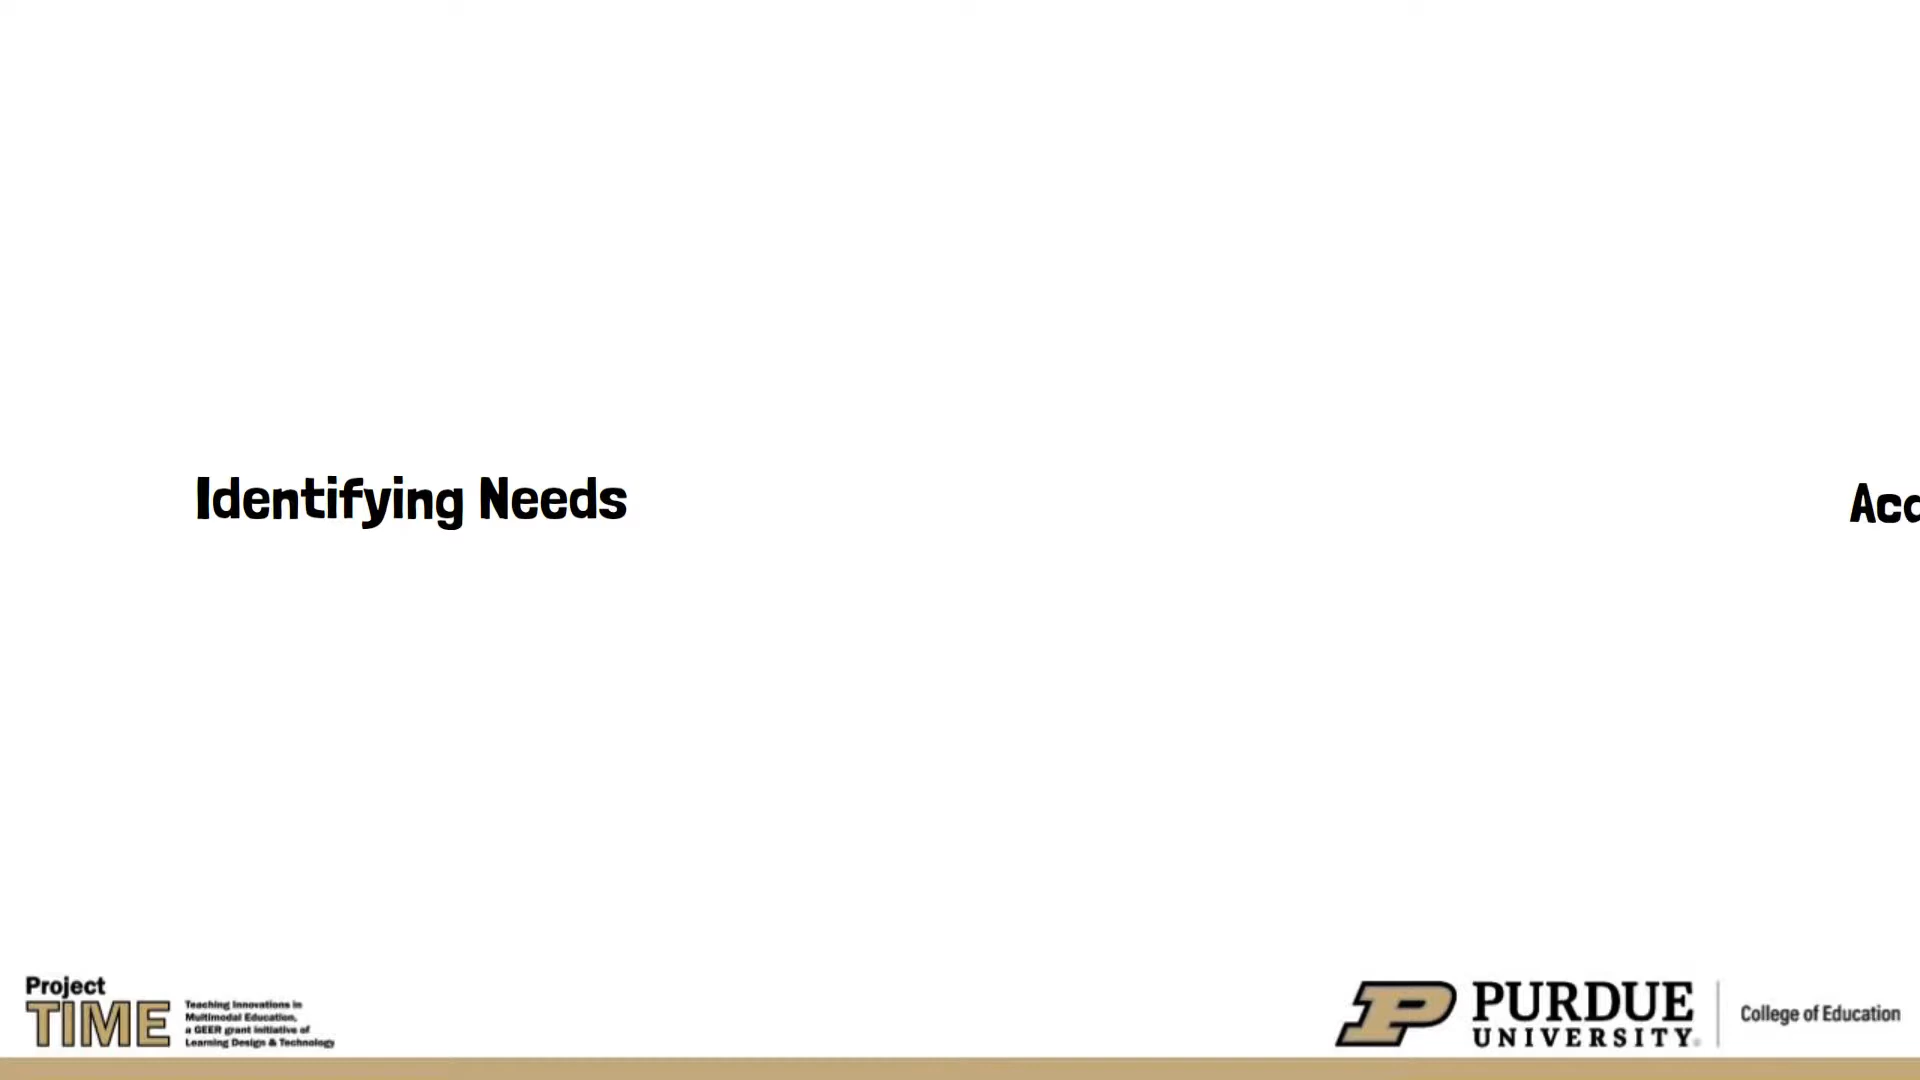 Identifying Needs
Project
TIME
Teaching Innovations in
Multimodal Education,
a GEER grant initiative of
Learning Design & Technology
PURDUE
UNIVERSITY®
College of Education